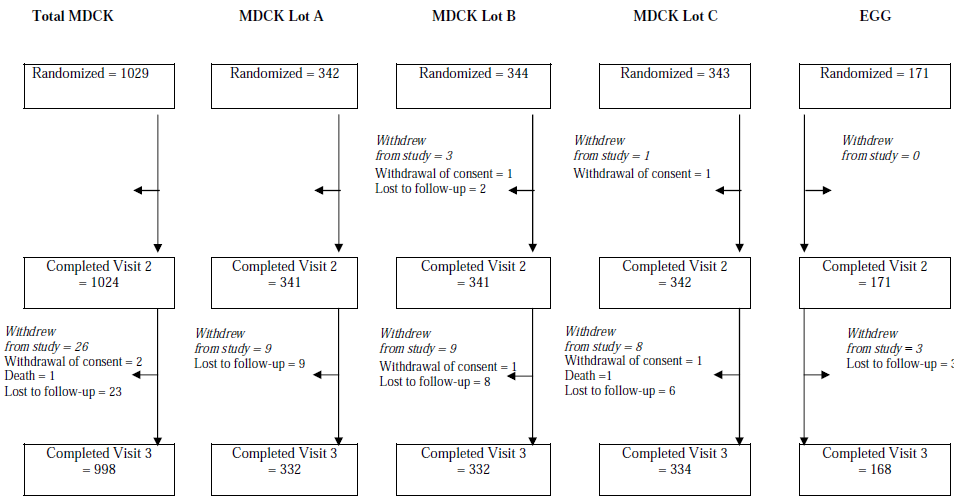 Total MDCK
MDCK Lot A
MDCK Lot B
MDCK Lot C
EGG
Randomized = 1029
Randomized = 342
Randomized = 344
Randomized = 343
Randomized = 171
Withdrew
from study = 3
Withdrawal of consent = 1
Lost to follow-up = 2
Withdrew
from study = 1
Withdrawal of consent = 1
Withdrew
from study = 0
Completed Visit 2
= 1024
Completed Visit 2
= 341
Completed Visit 2
= 341
Completed Visit 2
= 342
Completed Visit 2
= 171
Withdrew
from study = 26
Withdrawal of consent = 2
Death = 1
Lost to follow-up = 23
Withdrew
from study = 9
Lost to follow-up = 9
Withdrew
from study = 9
Withdrawal of consent = 1
Lost to follow-up = 8
Withdrew
from study = 8
Withdrawal of consent = 1
Death =1
Lost to follow-up = 6
Withdrew
from study = 3
Lost to follow-up =
Completed Visit 3
= 998
Completed Visit 3
= 332
Completed Visit 3
= 332
Completed Visit 3
= 334
Completed Visit 3
= 168